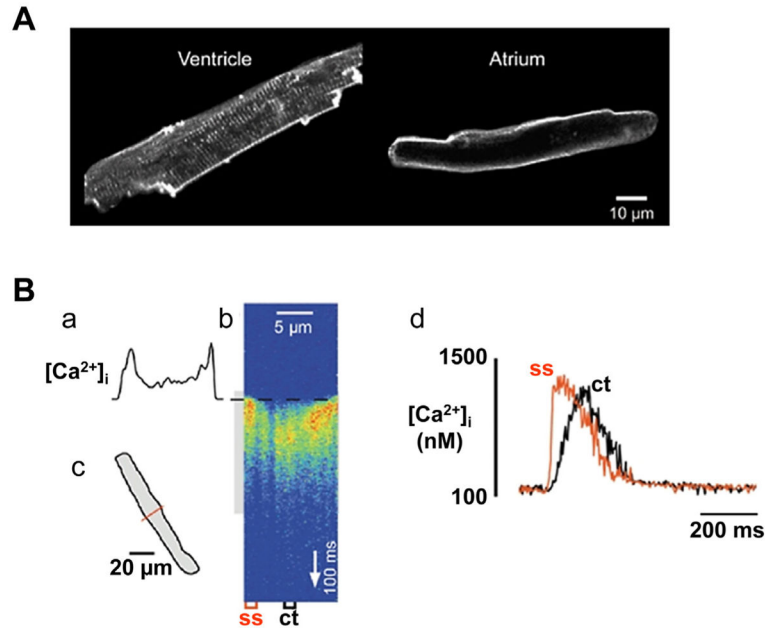 A
Ventricle
Atrium
10 µm
B
a
b
d
5 µm
[Ca²⁺]ᵢ
1500
ss
ct
[Ca²⁺]ᵢ
(nM)
c
100
200 ms
20 µm
100 ms
ss
ct